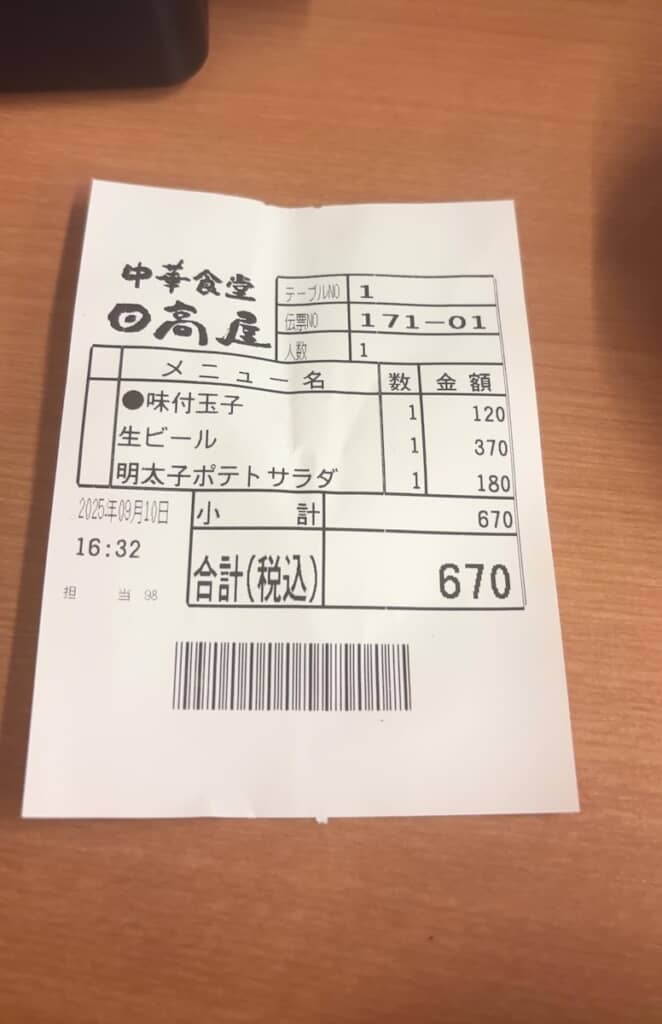 中華食堂
日高屋
テーブルNO 1
伝票NO 171-01
人数 1
メニュー名 数 金額
●味付玉子 1 120
生ビール 1 370
明太子ポテトサラダ 1 180
2025年09月10日 小計 670
16:32
合計(税込) 670
担当 98